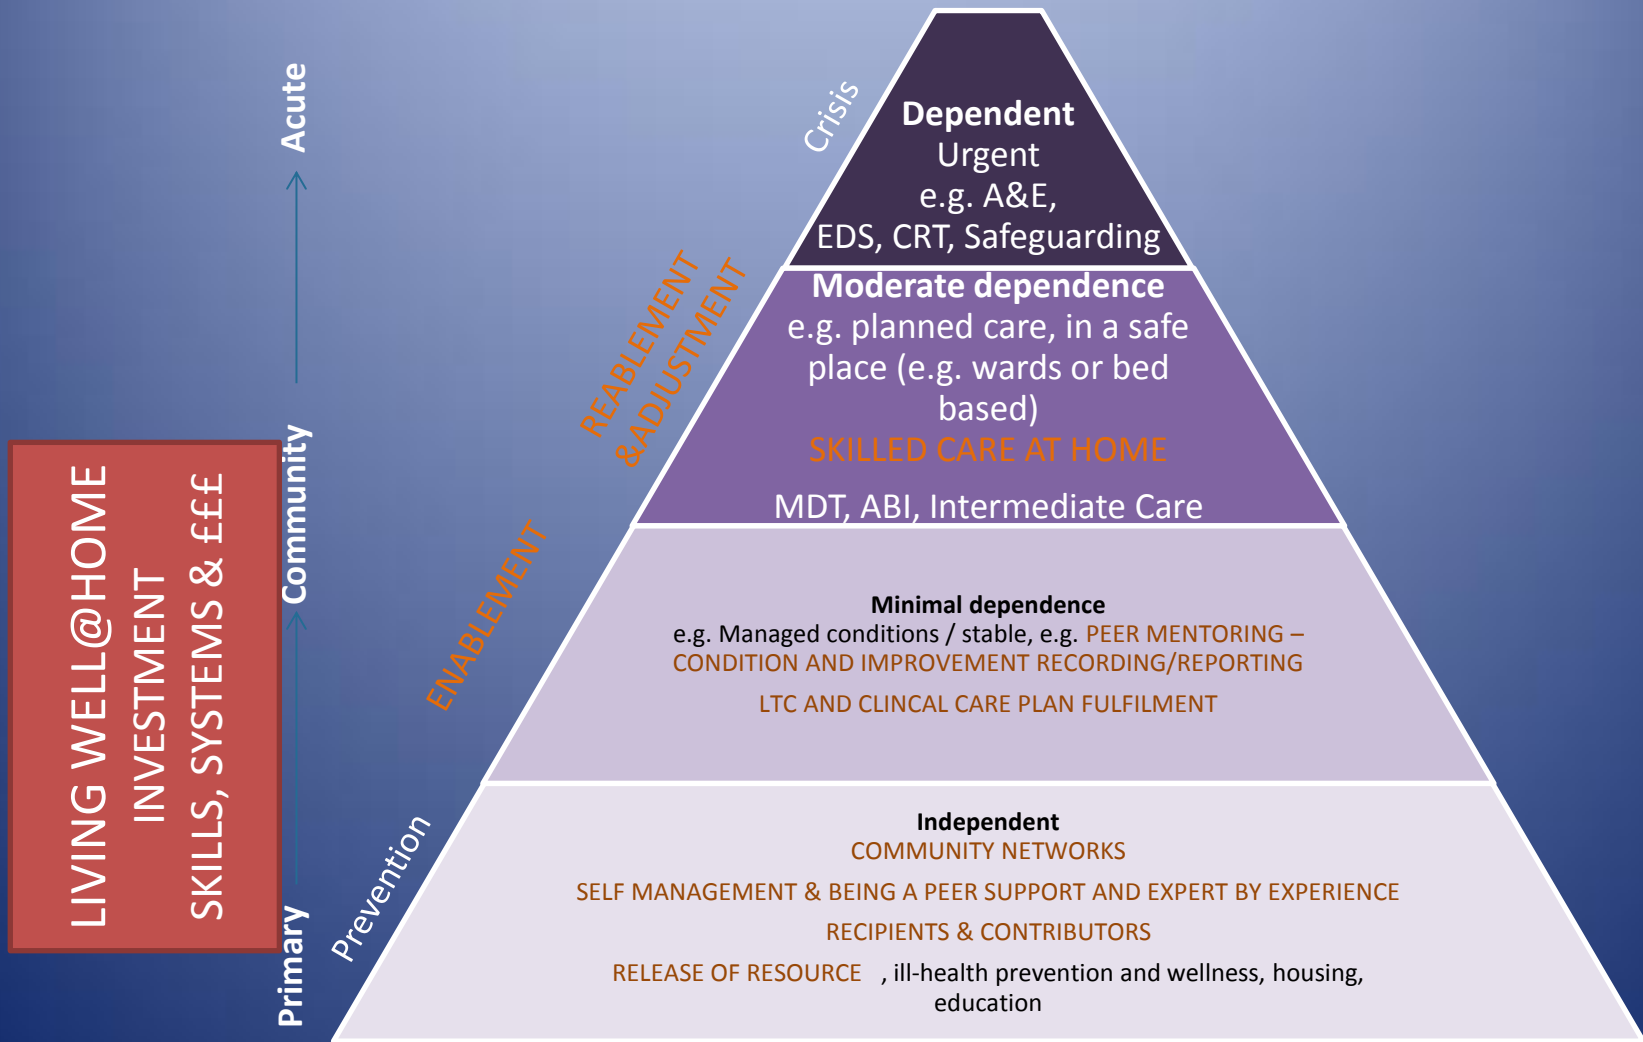 LIVING WELL@HOME
INVESTMENT
SKILLS, SYSTEMS & £££
Acute
Community
Primary
Crisis
REABLEMENT
&ADJUSTMENT
ENABLEMENT
Prevention
Dependent
Urgent
e.g. A&E,
EDS, CRT, Safeguarding
Moderate dependence
e.g. planned care, in a safe
place (e.g. wards or bed
based)
SKILLED CARE AT HOME
MDT, ABI, Intermediate Care
Minimal dependence
e.g. Managed conditions / stable, e.g. PEER MENTORING –
CONDITION AND IMPROVEMENT RECORDING/REPORTING
LTC AND CLINCAL CARE PLAN FULFILMENT
Independent
COMMUNITY NETWORKS
SELF MANAGEMENT & BEING A PEER SUPPORT AND EXPERT BY EXPERIENCE
RECIPIENTS & CONTRIBUTORS
RELEASE OF RESOURCE , ill-health prevention and wellness, housing,
education